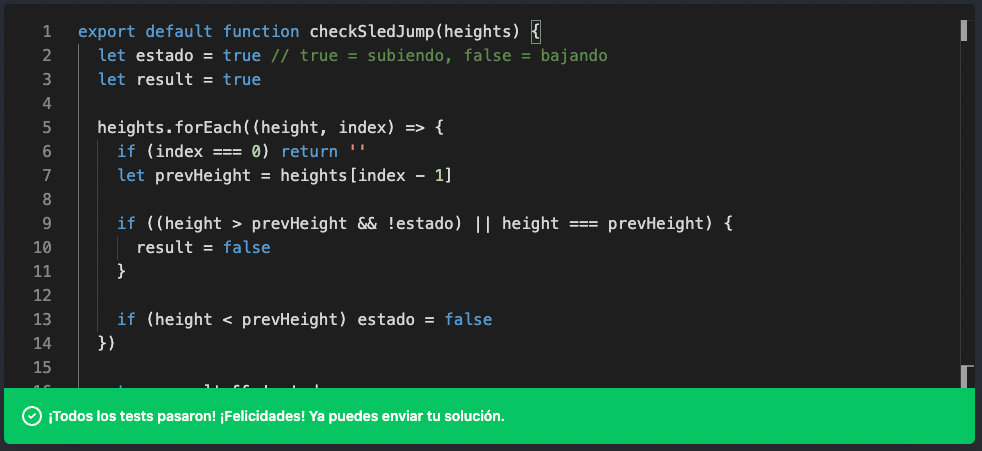 1 export default function checkSledJump(heights) {
2 let estado = true // true = subiendo, false = bajando
3 let result = true
4
5 heights.forEach((height, index) => {
6 if (index === 0) return ''
7 let prevHeight = heights[index - 1]
8
9 if ((height > prevHeight && !estado) || height === prevHeight) {
10 result = false
11 }
12
13 if (height < prevHeight) estado = false
14 })
15
¡Todos los tests pasaron! ¡Felicidades! Ya puedes enviar tu solución.